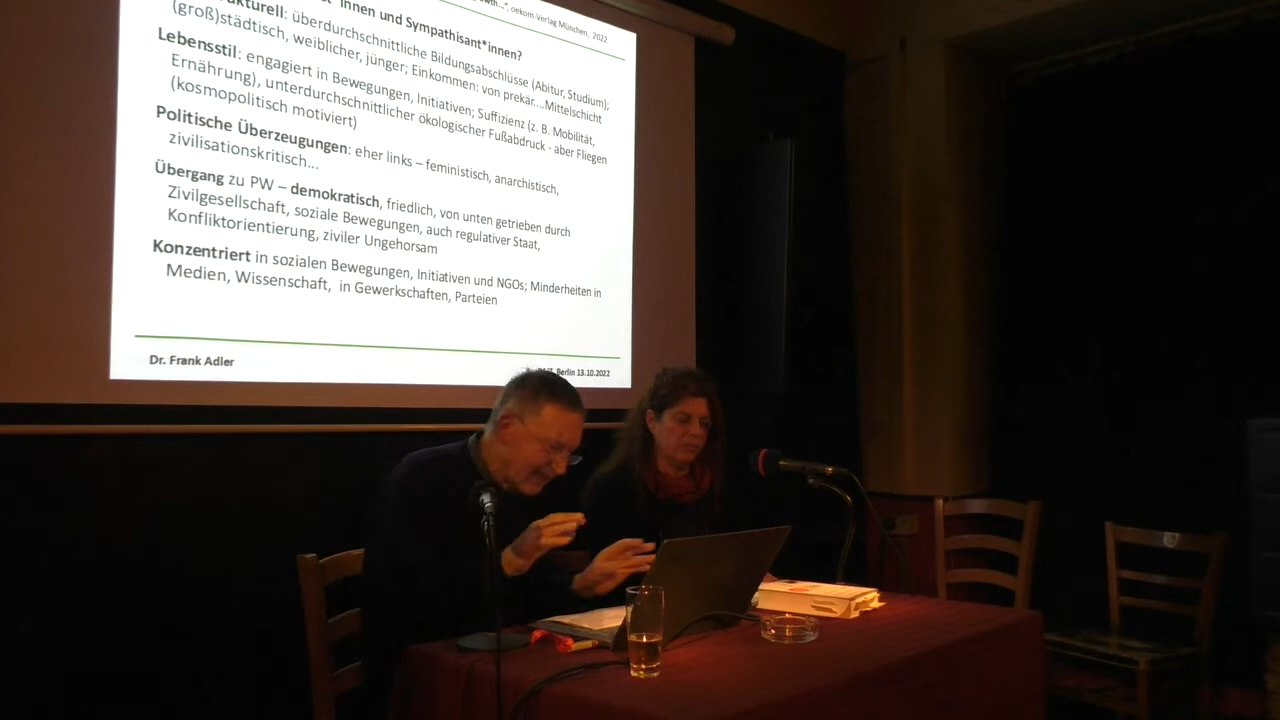 oekom-Verlag München, 2022
innen und Sympathisant*innen?
: überdurchschnittliche Bildungsabschlüsse (Abitur, Studium);
(groß)städtisch, weiblicher, jünger; Einkommen: von prekär....Mittelschicht
Lebensstil: engagiert in Bewegungen, Initiativen; Suffizienz (z. B. Mobilität,
Ernährung), unterdurchschnittlicher ökologischer Fußabdruck - aber Fliegen
(kosmopolitisch motiviert)
Politische Überzeugungen: eher links – feministisch, anarchistisch,
zivilisationskritisch...
Übergang zu PW – demokratisch, friedlich, von unten getrieben durch
Zivilgesellschaft, soziale Bewegungen, auch regulativer Staat,
Konfliktorientierung, ziviler Ungehorsam
Konzentriert in sozialen Bewegungen, Initiativen und NGOs; Minderheiten in
Medien, Wissenschaft, in Gewerkschaften, Parteien
Dr. Frank Adler
Berlin 13.10.2022